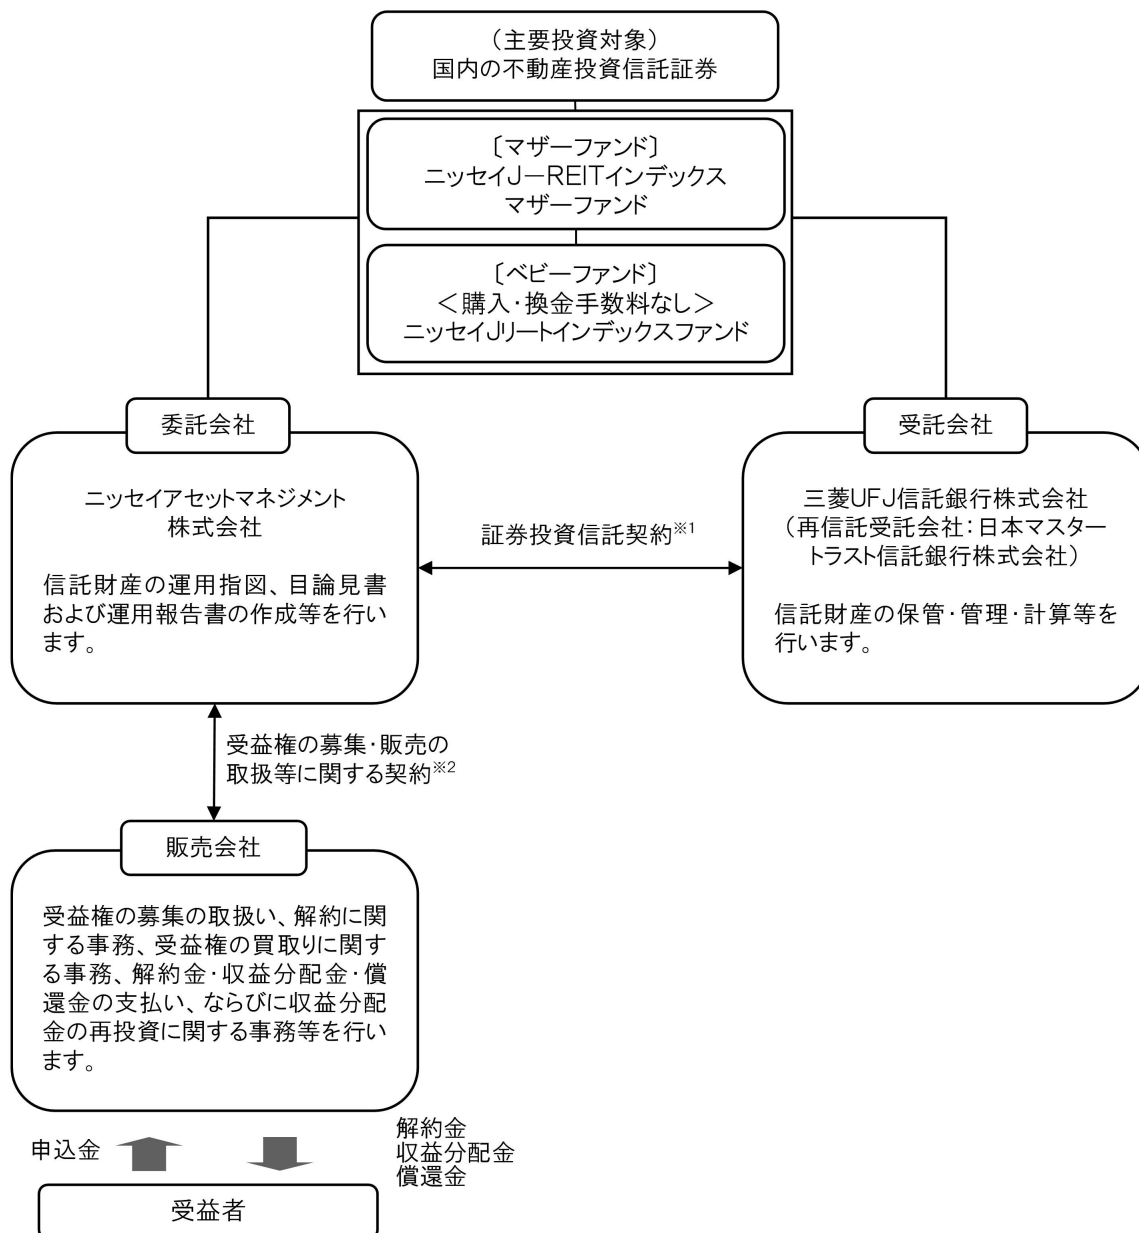 （主要投資対象）
国内の不動産投資信託証券
〔マザーファンド〕
ニッセイJ－REITインデックス
マザーファンド
〔ベビーファンド〕
＜購入・換金手数料なし＞
ニッセイJリートインデックスファンド
委託会社
ニッセイアセットマネジメント
株式会社
信託財産の運用指図、目論見書
および運用報告書の作成等を行い
ます。
証券投資信託契約※1
受託会社
三菱UFJ信託銀行株式会社
（再信託受託会社：日本マスター
トラスト信託銀行株式会社）
信託財産の保管・管理・計算等を
行います。
受益権の募集・販売の
取扱等に関する契約※2
販売会社
受益権の募集の取扱い、解約に関
する事務、受益権の買取りに関す
る事務、解約金・収益分配金・償
還金の支払い、ならびに収益分配
金の再投資に関する事務等を行い
ます。
申込金
解約金
収益分配金
償還金
受益者